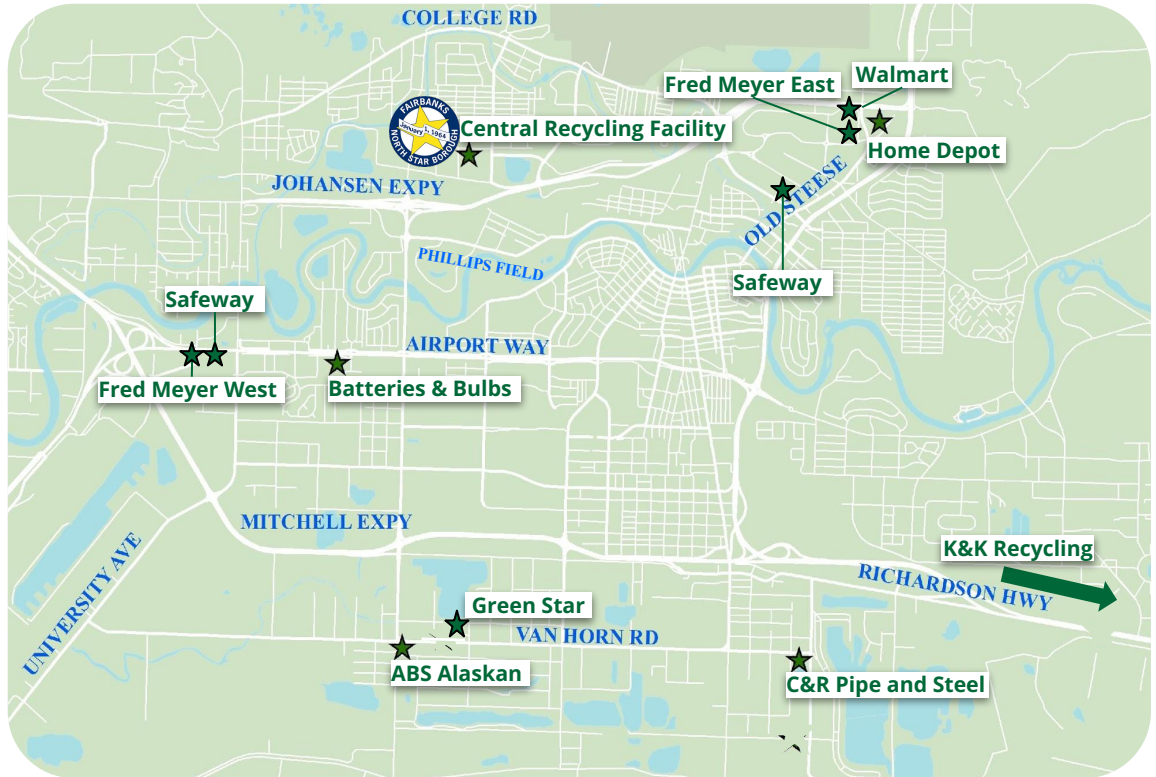 COLLEGE RD
Walmart
Fred Meyer East
FAIRBANKS
January 1, 1964
NORTH STAR BOROUGH
Central Recycling Facility
Home Depot
JOHANSEN EXPY
OLD STEESE
PHILLIPS FIELD
Safeway
Safeway
AIRPORT WAY
Fred Meyer West
Batteries & Bulbs
MITCHELL EXPY
UNIVERSITY AVE
K&K Recycling
RICHARDSON HWY
Green Star
VAN HORN RD
ABS Alaskan
C&R Pipe and Steel